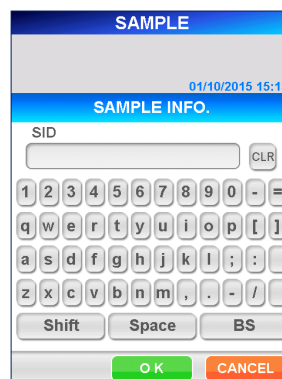 SAMPLE
01/10/2015 15:1
SAMPLE INFO.
SID
CLR
1 2 3 4 5 6 7 8 9 0 - =
q w e r t y u i o p [ ]
a s d f g h j k l ; :
z x c v b n m , . - /
Shift Space BS
OK CANCEL